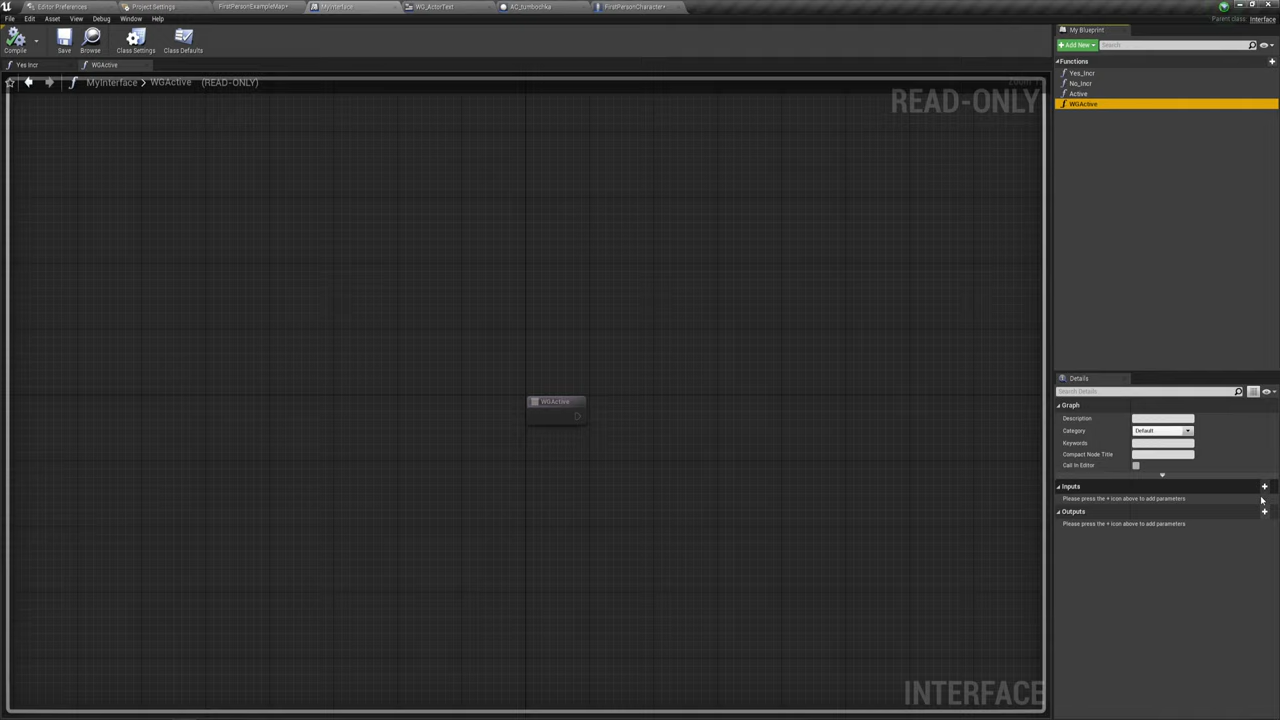 Editor Preferences
Project Settings
FirstPersonExampleMap*
MyInterface
WG_ActorText
AC_tumbochka
FirstPersonCharacter*
File Edit Asset View Debug Window Help
Parent class: Interface
Compile
Save
Browse
Class Settings
Class Defaults
Yes Incr
WGActive
MyInterface > WGActive (READ-ONLY)
READ-ONLY
WGActive
INTERFACE
My Blueprint
+ Add New
Search
Functions
Yes_Incr
No_Incr
Active
WGActive
Details
Search Details
Graph
Description
Category Default
Keywords
Compact Node Title
Call In Editor
Inputs
Please press the + icon above to add parameters
Outputs
Please press the + icon above to add parameters